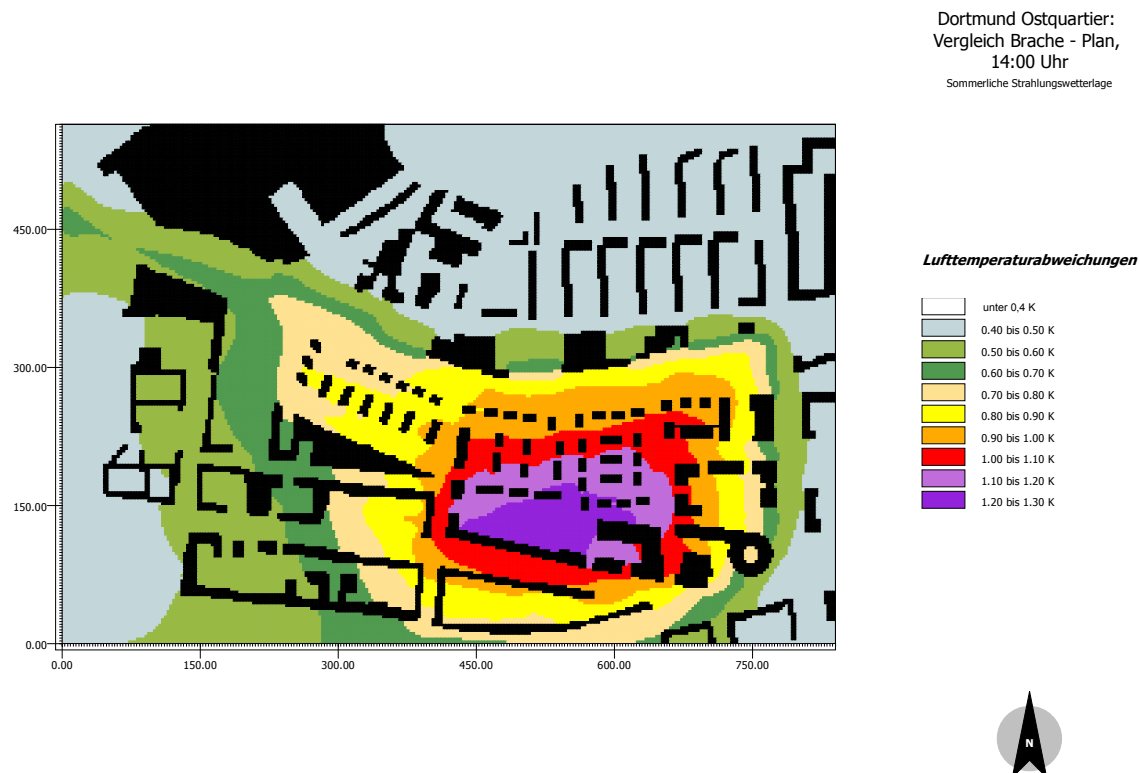 Dortmund Ostquartier:
Vergleich Brache - Plan,
14:00 Uhr
Sommerliche Strahlungswetterlage
450.00
300.00
150.00
0.00
0.00
150.00
300.00
450.00
600.00
750.00
Lufttemperaturabweichungen
unter 0,4 K
0.40 bis 0.50 K
0.50 bis 0.60 K
0.60 bis 0.70 K
0.70 bis 0.80 K
0.80 bis 0.90 K
0.90 bis 1.00 K
1.00 bis 1.10 K
1.10 bis 1.20 K
1.20 bis 1.30 K
N